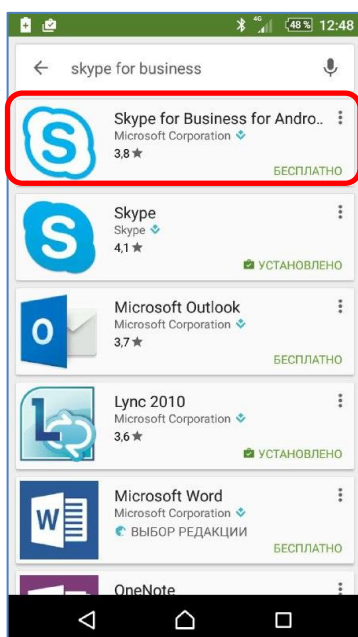 4G 48% 12:48
skype for business
Skype for Business for Andro..
Microsoft Corporation
3,8★
БЕСПЛАТНО
Skype
Skype
4,1★
УСТАНОВЛЕНО
Microsoft Outlook
Microsoft Corporation
3,7★
БЕСПЛАТНО
Lync 2010
Microsoft Corporation
3,6★
УСТАНОВЛЕНО
Microsoft Word
Microsoft Corporation
ВЫБОР РЕДАКЦИИ
БЕСПЛАТНО
OneNote